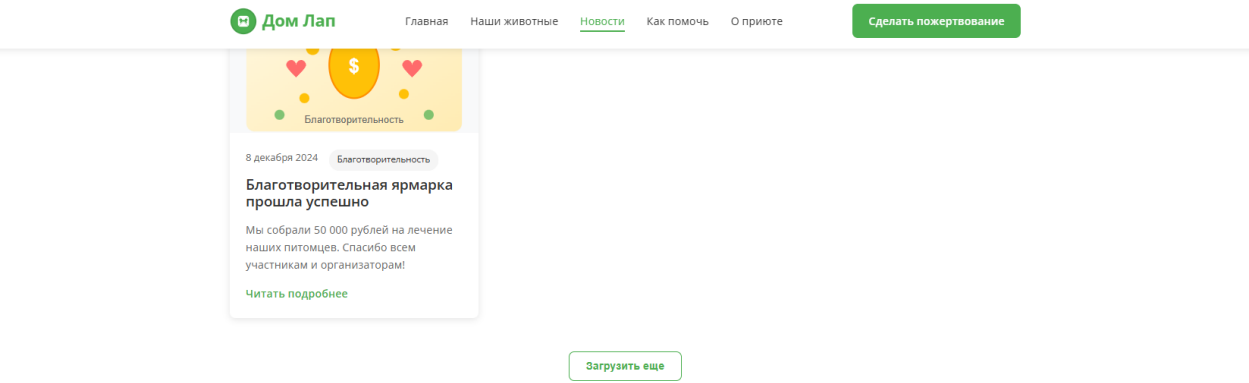 Дом Лап
Главная
Наши животные
Новости
Как помочь
О приюте
Сделать пожертвование
$
Благотворительность
8 декабря 2024
Благотворительность
Благотворительная ярмарка
прошла успешно
Мы собрали 50 000 рублей на лечение
наших питомцев. Спасибо всем
участникам и организаторам!
Читать подробнее
Загрузить еще